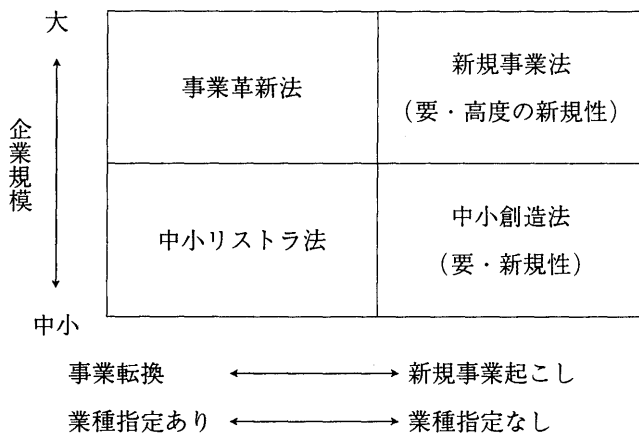 大
企業規模
中小
事業革新法
新規事業法
(要・高度の新規性)
中小リストラ法
中小創造法
(要・新規性)
事業転換 新規事業起こし
業種指定あり 業種指定なし